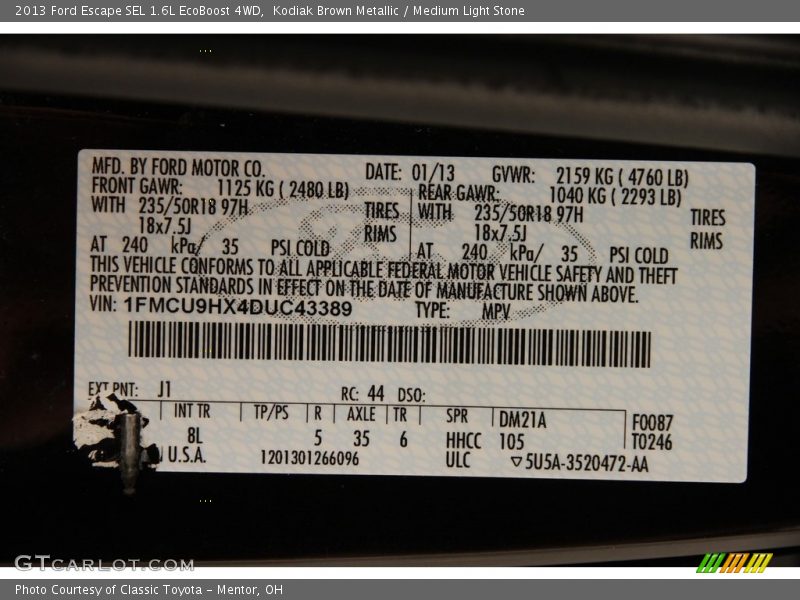 2013 Ford Escape SEL 1.6L EcoBoost 4WD, Kodiak Brown Metallic / Medium Light Stone
MFD. BY FORD MOTOR CO. DATE: 01/13 GVWR: 2159 KG ( 4760 LB)
FRONT GAWR: 1125 KG ( 2480 LB) REAR GAWR: 1040 KG ( 2293 LB)
WITH 235/50R18 97H TIRES WITH 235/50R18 97H TIRES
18x7.5J RIMS 18x7.5J RIMS
AT 240 kPa/ 35 PSI COLD AT 240 kPa/ 35 PSI COLD
THIS VEHICLE CONFORMS TO ALL APPLICABLE FEDERAL MOTOR VEHICLE SAFETY AND THEFT
PREVENTION STANDARDS IN EFFECT ON THE DATE OF MANUFACTURE SHOWN ABOVE.
VIN: 1FMCU9HX4DUC43389 TYPE: MPV
EXT PNT: J1 RC: 44 DSO:
INT TR TP/PS R AXLE TR SPR DM21A F0087
8L 5 35 6 HHCC 105 T0246
U.S.A. 1201301266096 ULC ▽5U5A-3520472-AA
GTCARLOT.COM
Photo Courtesy of Classic Toyota - Mentor, OH